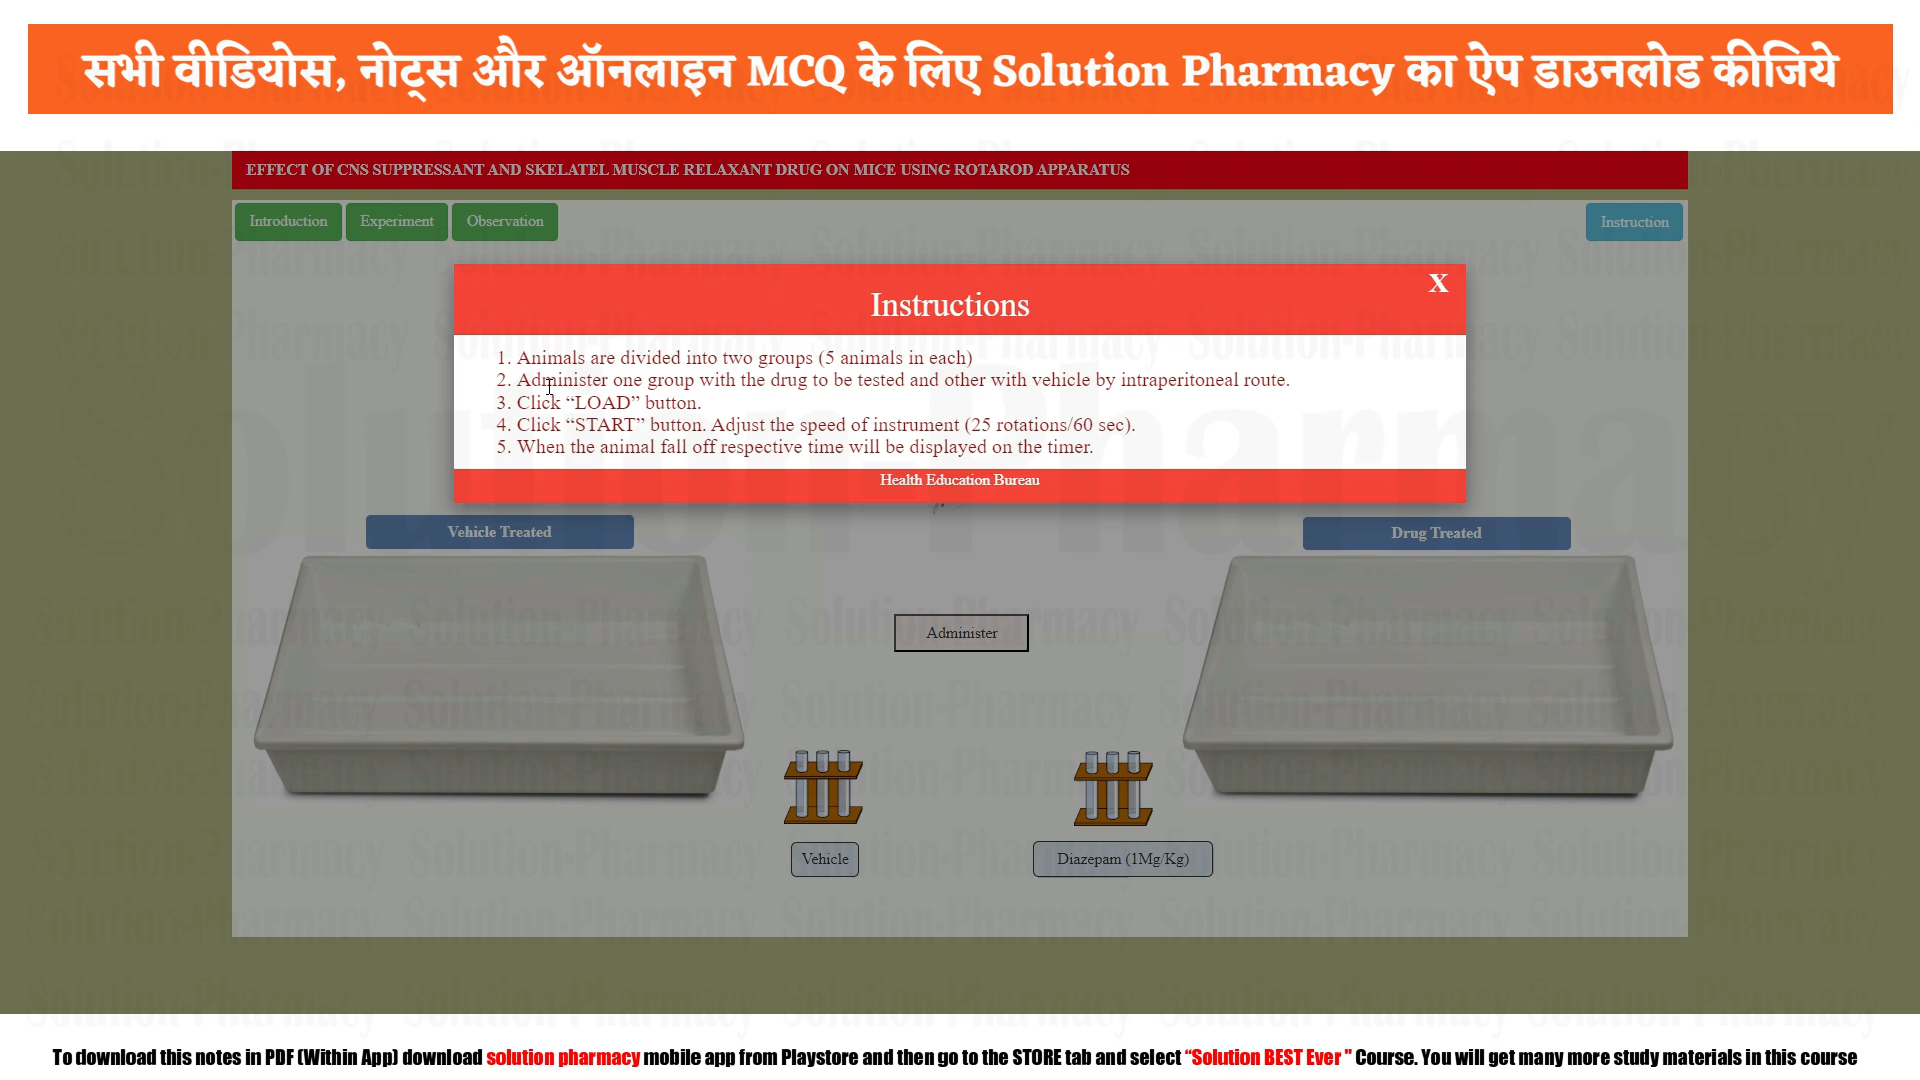 सभी वीडियोस, नोट्स और ऑनलाइन MCQ के लिए Solution Pharmacy का ऐप डाउनलोड कीजिये
EFFECT OF CNS SUPPRESSANT AND SKELATEL MUSCLE RELAXANT DRUG ON MICE USING ROTAROD APPARATUS
Introduction Experiment Observation Instruction
X
Instructions
1. Animals are divided into two groups (5 animals in each)
2. Administer one group with the drug to be tested and other with vehicle by intraperitoneal route.
3. Click “LOAD” button.
4. Click “START” button. Adjust the speed of instrument (25 rotations/60 sec).
5. When the animal fall off respective time will be displayed on the timer.
Health Education Bureau
Vehicle Treated Drug Treated
Administer
Vehicle Diazepam (1Mg/Kg)
Solution-Pharmacy
To download this notes in PDF (Within App) download solution pharmacy mobile app from Playstore and then go to the STORE tab and select “Solution BEST Ever " Course. You will get many more study materials in this course